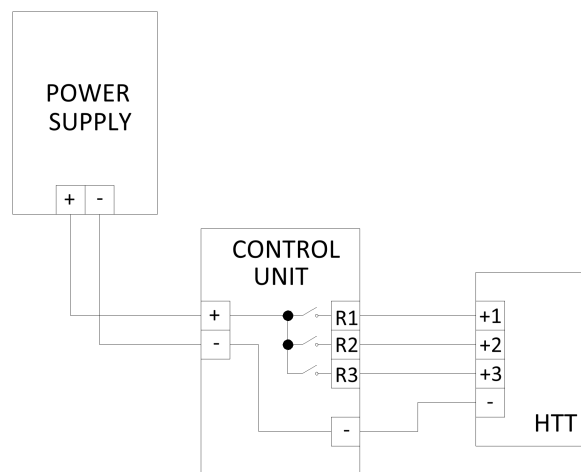 POWER
SUPPLY
+ -
CONTROL
UNIT
+ R1 +1
- R2 +2
R3 +3
- -
HTT